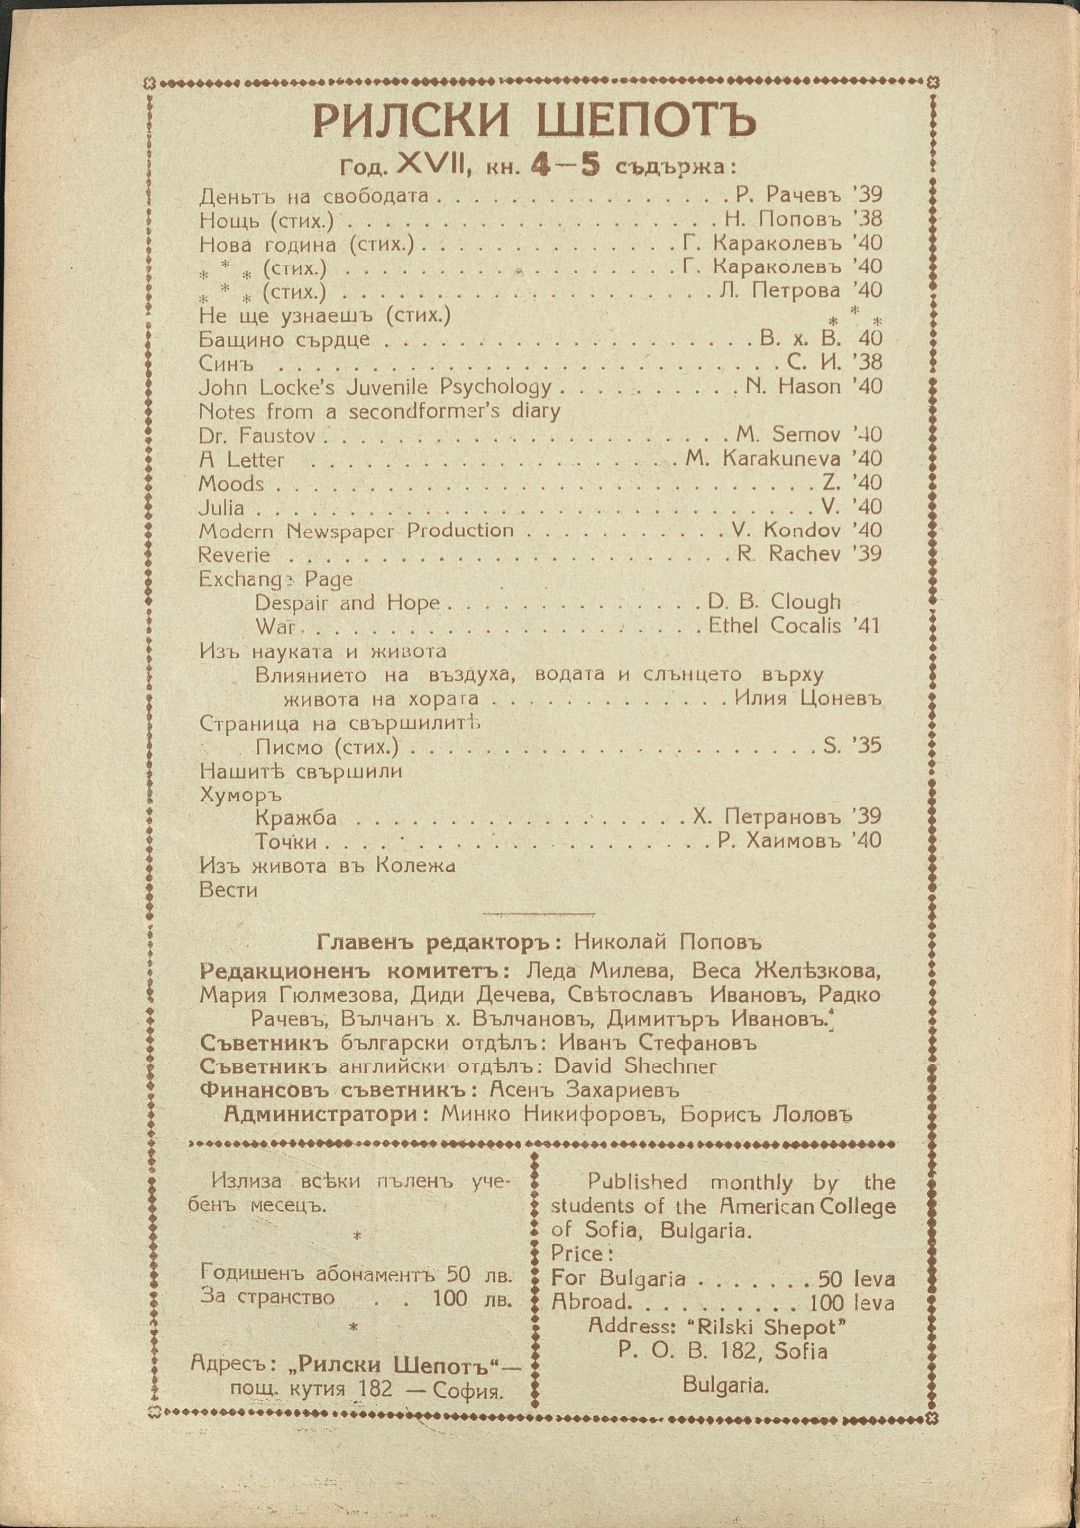 РИЛСКИ ШЕПОТЪ
Год. XVII, кн. 4—5 съдържа:
Деньтъ на свободата . . . . . . . . . . . . . . . . Р. Рачевъ '39
Нощь (стих.) . . . . . . . . . . . . . . . . . . . . Н. Поповъ '38
Нова година (стих.) . . . . . . . . . . . . . . Г. Караколевъ '40
* * * (стих.) . . . . . . . . . . . . . . . . . . Г. Караколевъ '40
* * * (стих.) . . . . . . . . . . . . . . . . . . . . Л. Петрова '40
Не ще узнаешъ (стих.) * * *
Бащино сърдце . . . . . . . . . . . . . . . . . . . . В. х. В. 40
Синъ . . . . . . . . . . . . . . . . . . . . . . . . . . . С. И. '38
John Locke's Juvenile Psychology . . . . . . . . . . N. Hason '40
Notes from a secondformer's diary
Dr. Faustov . . . . . . . . . . . . . . . . . . . . . . M. Semov '40
A Letter . . . . . . . . . . . . . . . . . . . . M. Karakuneva '40
Moods . . . . . . . . . . . . . . . . . . . . . . . . . . . . . Z. '40
Julia . . . . . . . . . . . . . . . . . . . . . . . . . . . . . . V. '40
Modern Newspaper Production . . . . . . . . . . . V. Kondov '40
Reverie . . . . . . . . . . . . . . . . . . . . . . . . R. Rachev '39
Exchange Page
Despair and Hope . . . . . . . . . . . . . . D. B. Clough
War . . . . . . . . . . . . . . . . . . . . . . Ethel Cocalis '41
Изъ науката и живота
Влиянието на въздуха, водата и слънцето върху
живота на хората . . . . . . . . . . . . . Илия Цоневъ
Страница на свършилитѣ
Писмо (стих.) . . . . . . . . . . . . . . . . . . . . . . S. '35
Нашитѣ свършили
Хуморъ
Кражба . . . . . . . . . . . . . . . . . . Х. Петрановъ '39
Точки . . . . . . . . . . . . . . . . . . . . . Р. Хаимовъ '40
Изъ живота въ Колежа
Вести
Главенъ редакторъ: Николай Поповъ
Редакционенъ комитетъ: Леда Милева, Веса Желѣзкова,
Мария Гюлмезова, Диди Дечева, Свѣтославъ Ивановъ, Радко
Рачевъ, Вълчанъ х. Вълчановъ, Димитъръ Ивановъ.
Съветникъ български отдѣлъ: Иванъ Стефановъ
Съветникъ английски отдѣлъ: David Shechner
Финансовъ съветникъ: Асенъ Захариевъ
Администратори: Минко Никифоровъ, Борисъ Лоловъ
Излиза всѣки пъленъ уче-
бенъ месецъ.
*
Годишенъ абонаментъ 50 лв.
За странство . . 100 лв.
*
Адресъ: „Рилски Шепотъ“—
пощ. кутия 182 — София.
Published monthly by the
students of the American College
of Sofia, Bulgaria.
Price:
For Bulgaria . . . . . . . 50 leva
Abroad. . . . . . . . . . 100 leva
Address: "Rilski Shepot"
P. O. B. 182, Sofia
Bulgaria.